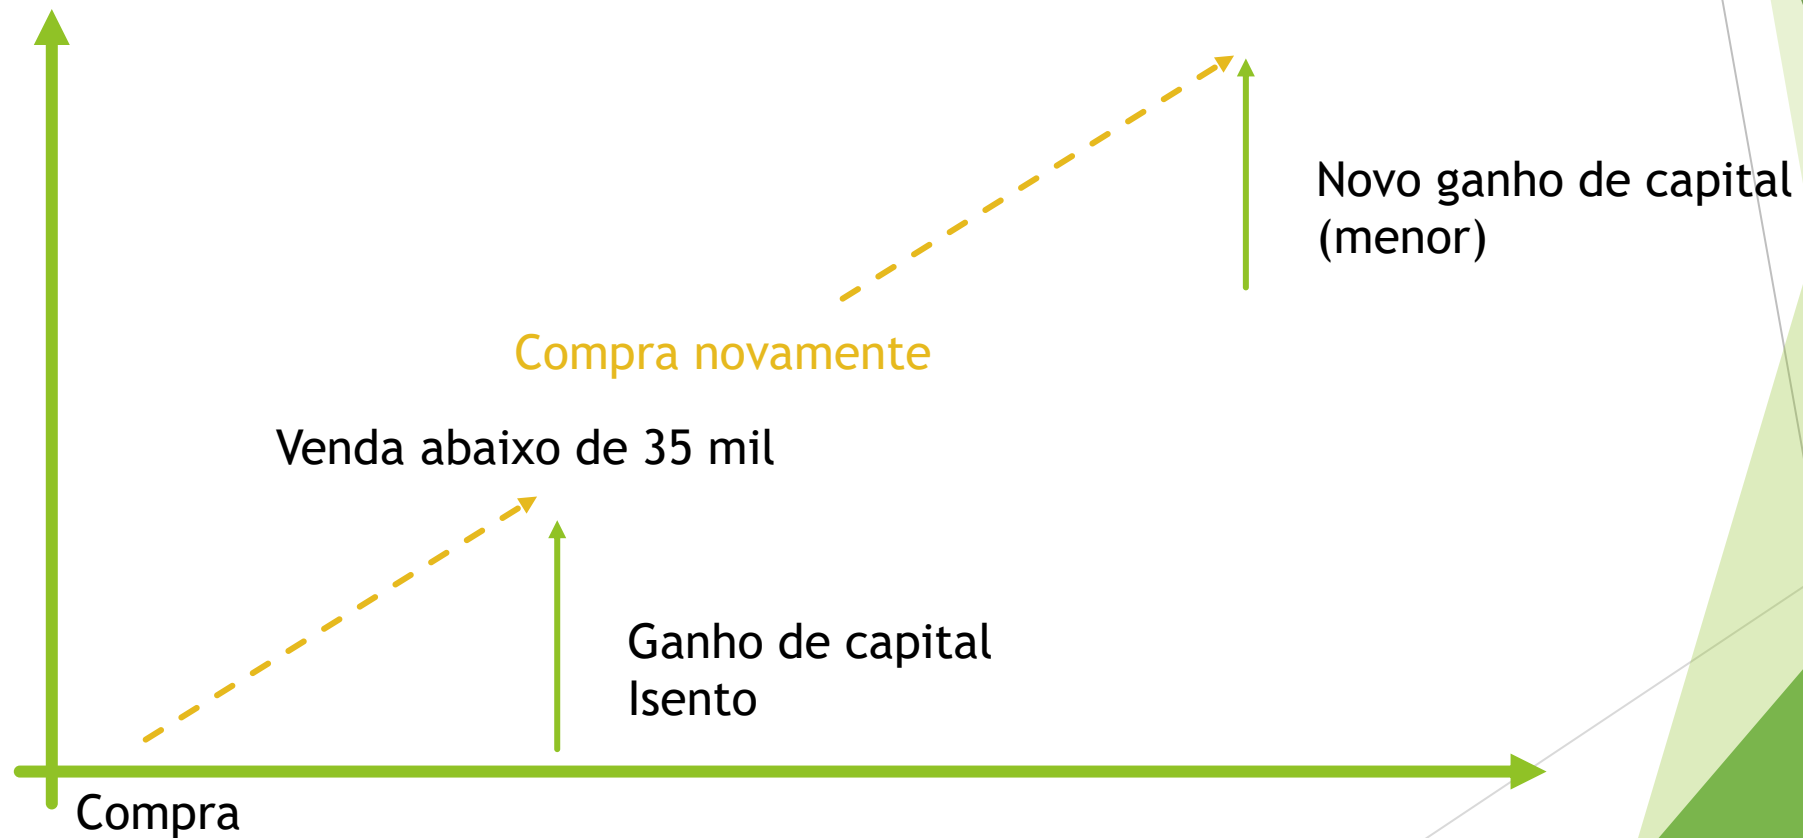 Novo ganho de capital
(menor)
Compra novamente
Venda abaixo de 35 mil
Ganho de capital
Isento
Compra